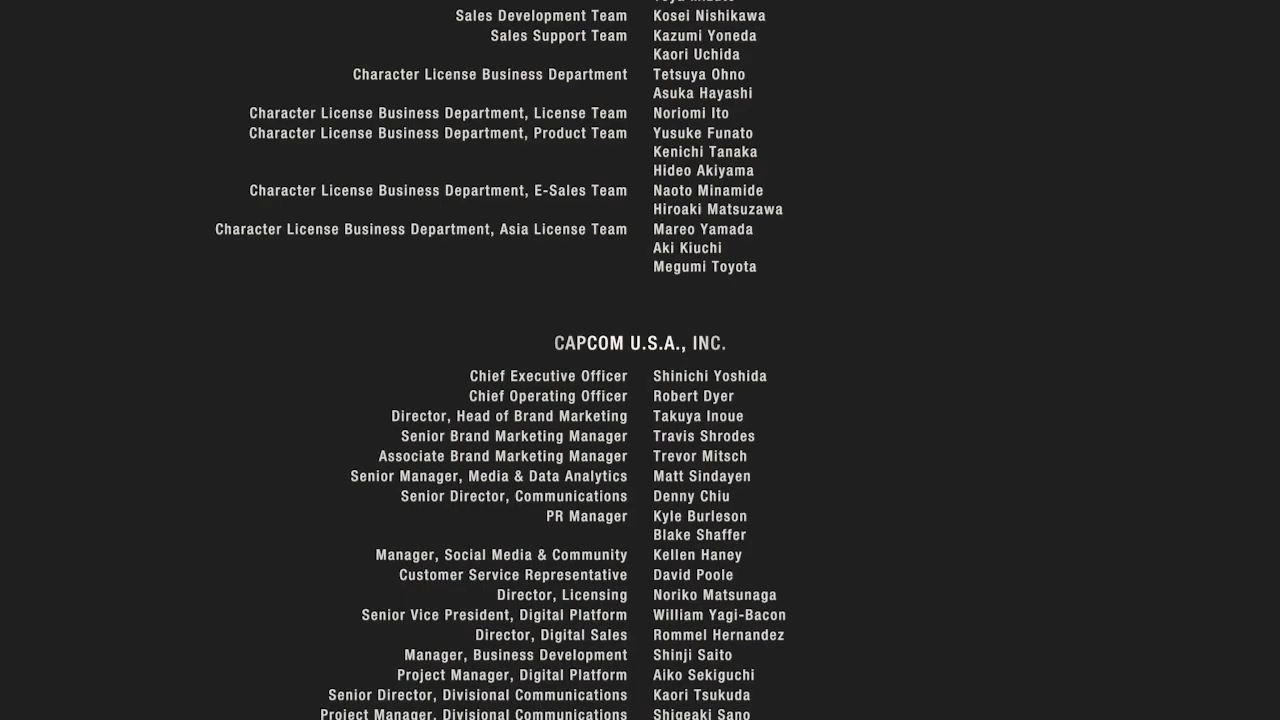 Sales Development Team Kosei Nishikawa
Sales Support Team Kazumi Yoneda
Kaori Uchida
Character License Business Department Tetsuya Ohno
Asuka Hayashi
Character License Business Department, License Team Noriomi Ito
Character License Business Department, Product Team Yusuke Funato
Kenichi Tanaka
Hideo Akiyama
Character License Business Department, E-Sales Team Naoto Minamide
Hiroaki Matsuzawa
Character License Business Department, Asia License Team Mareo Yamada
Aki Kiuchi
Megumi Toyota
CAPCOM U.S.A., INC.
Chief Executive Officer Shinichi Yoshida
Chief Operating Officer Robert Dyer
Director, Head of Brand Marketing Takuya Inoue
Senior Brand Marketing Manager Travis Shrodes
Associate Brand Marketing Manager Trevor Mitsch
Senior Manager, Media & Data Analytics Matt Sindayen
Senior Director, Communications Denny Chiu
PR Manager Kyle Burleson
Blake Shaffer
Manager, Social Media & Community Kellen Haney
Customer Service Representative David Poole
Director, Licensing Noriko Matsunaga
Senior Vice President, Digital Platform William Yagi-Bacon
Director, Digital Sales Rommel Hernandez
Manager, Business Development Shinji Saito
Project Manager, Digital Platform Aiko Sekiguchi
Senior Director, Divisional Communications Kaori Tsukuda
Project Manager, Divisional Communications Shigeaki Sano